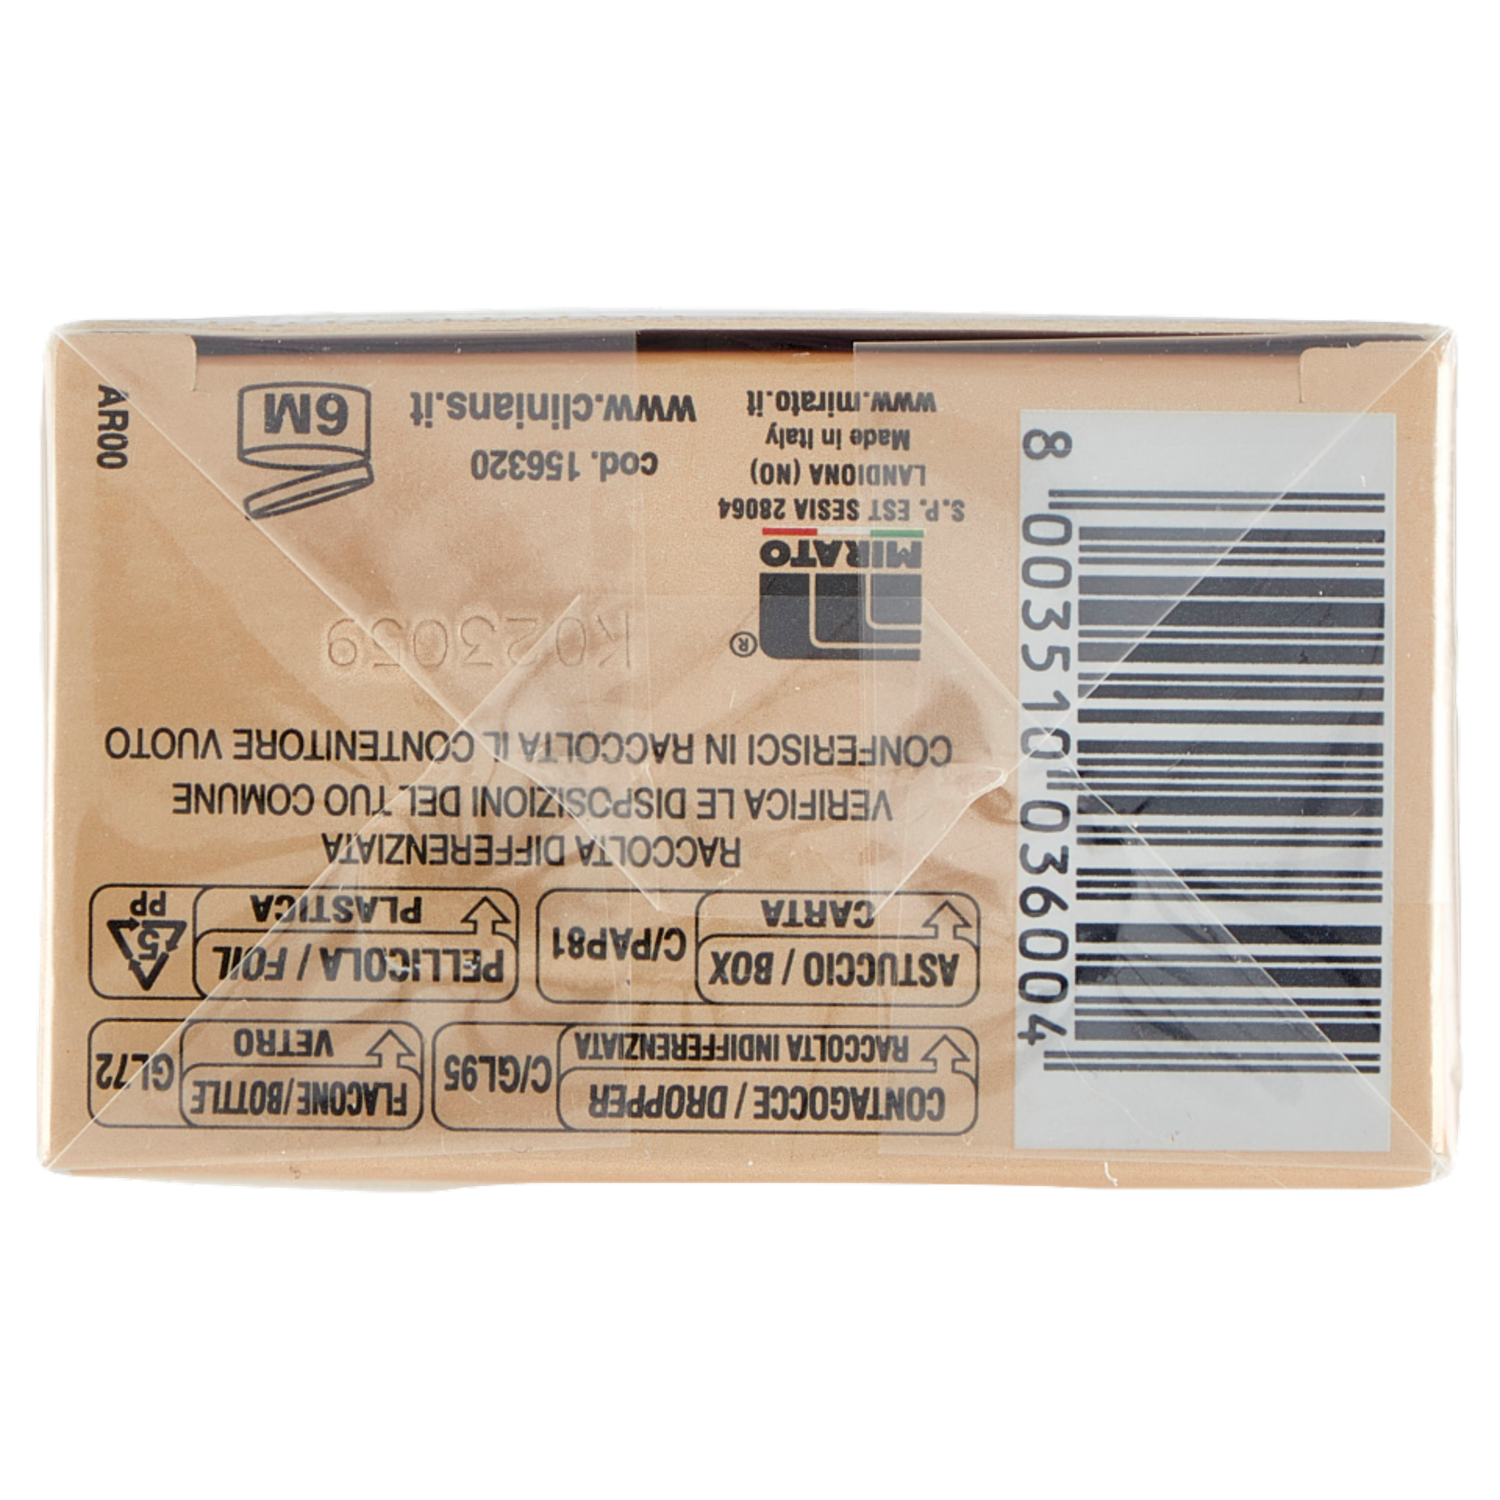 CONTAGOCCE / DROPPER
RACCOLTA INDIFFERENZIATA
C/GL95
FLACONE/BOTTLE
VETRO
GL72
ASTUCCIO / BOX
CARTA
C/PAP81
PELLICOLA / FOIL
PLASTICA
5
PP
RACCOLTA DIFFERENZIATA
VERIFICA LE DISPOSIZIONI DEL TUO COMUNE
CONFERISCI IN RACCOLTA IL CONTENITORE VUOTO
K023059
®
MIRATO
S.P. EST SESIA 28064
LANDIONA (NO)
Made in Italy
www.mirato.it
cod. 156320
www.clinians.it
6M
AR00
8 003510 036004